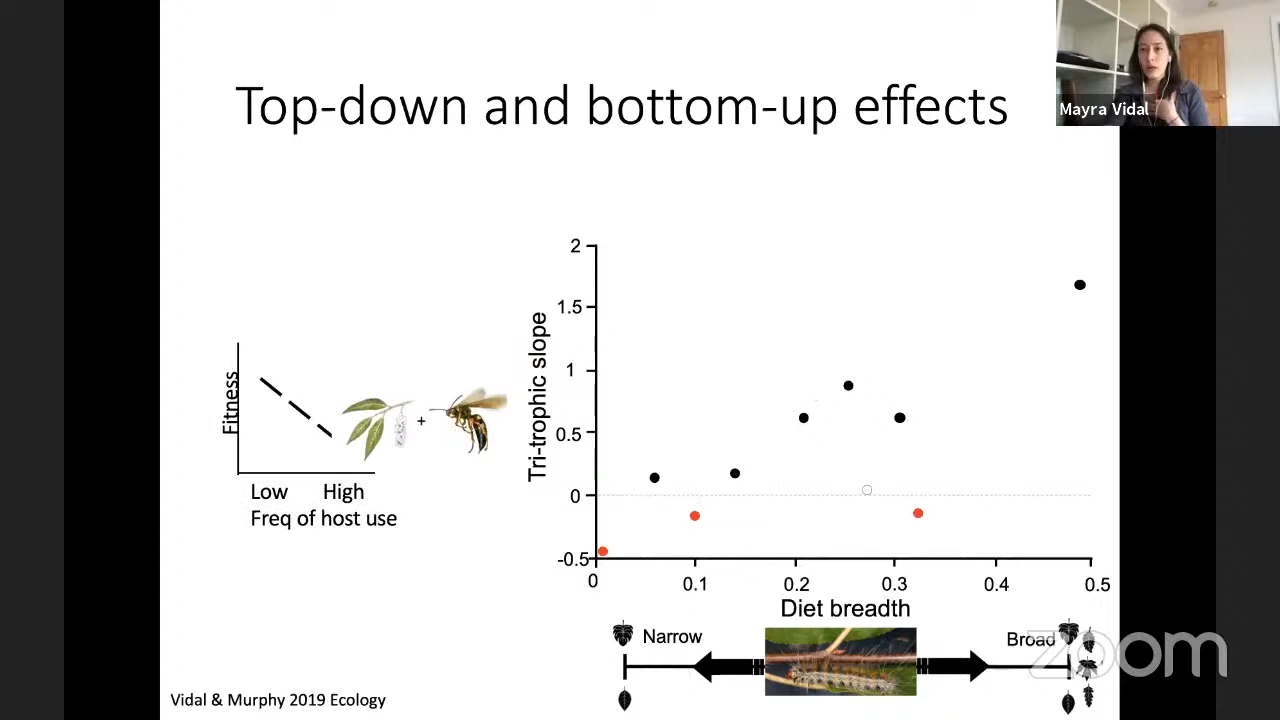 Top-down and bottom-up effects
Mayra Vidal
Fitness
Low High
Freq of host use
+
Tri-trophic slope
2
1.5
1
0.5
0
-0.5
0 0.1 0.2 0.3 0.4 0.5
Diet breadth
Narrow
Broad
zoom
Vidal & Murphy 2019 Ecology